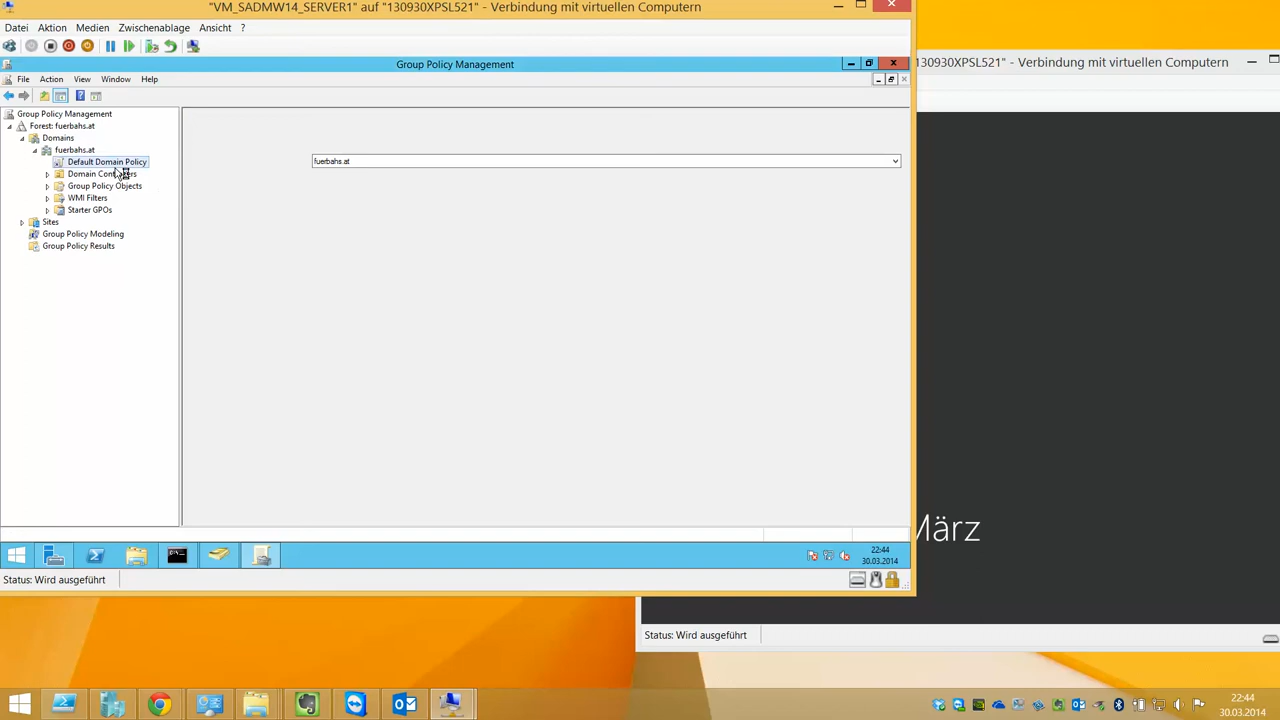 "VM_SADMW14_SERVER1" auf "130930XPSL521" - Verbindung mit virtuellen Computern
Datei Aktion Medien Zwischenablage Ansicht ?
Group Policy Management
130930XPSL521" - Verbindung mit virtuellen Computern
File Action View Window Help
Group Policy Management
Forest: fuerbahs.at
Domains
fuerbahs.at
Default Domain Policy
fuerbahs.at
Domain
Group Policy Objects
WMI Filters
Starter GPOs
Sites
Group Policy Modeling
Group Policy Results
März
22:44
30.03.2014
Status: Wird ausgeführt
Status: Wird ausgeführt
22:44
30.03.2014